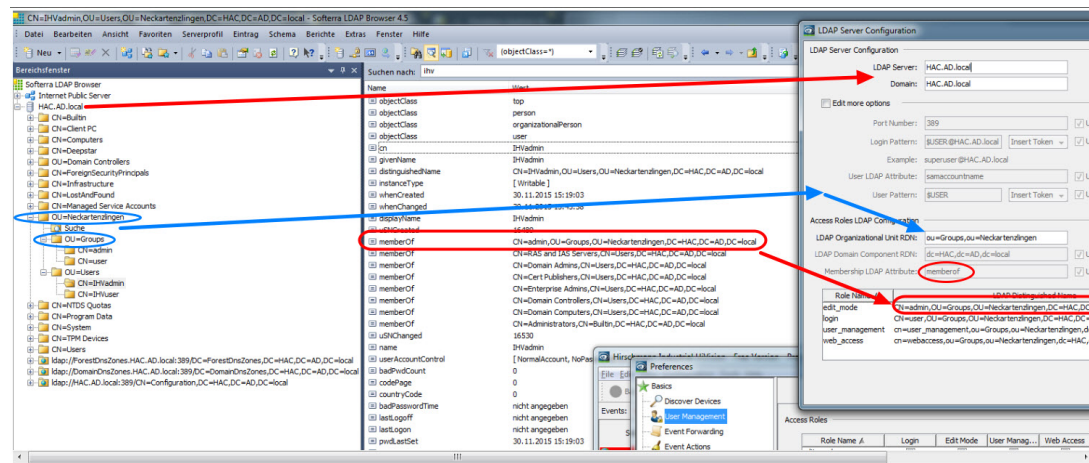 CN=IHVadmin,OU=Users,OU=Neckartenzlingen,DC=HAC,DC=AD,DC=local - Softerra LDAP Browser 4.5
Datei Bearbeiten Ansicht Favoriten Serverprofil Eintrag Schema Berichte Extras Fenster Hilfe
Neu
(objectClass=*)
Bereichsfenster
Softerra LDAP Browser
Internet Public Server
HAC.AD.local
CN=Builtin
CN=Client PC
CN=Computers
CN=Deepstar
OU=Domain Controllers
CN=ForeignSecurityPrincipals
CN=Infrastructure
CN=LostAndFound
CN=Managed Service Accounts
OU=Neckartenzlingen
Suche
OU=Groups
CN=admin
CN=user
OU=Users
CN=IHVadmin
CN=IHVuser
CN=NTDS Quotas
CN=Program Data
CN=System
CN=TPM Devices
CN=Users
ldap://ForestDnsZones.HAC.AD.local:389/DC=ForestDnsZones,DC=HAC,DC=AD,DC=local
ldap://DomainDnsZones.HAC.AD.local:389/DC=DomainDnsZones,DC=HAC,DC=AD,DC=local
ldap://HAC.AD.local:389/CN=Configuration,DC=HAC,DC=AD,DC=local
Suchen nach: ihv
Name Wert
objectClass top
objectClass person
objectClass organizationalPerson
objectClass user
cn IHVadmin
givenName IHVadmin
distinguishedName CN=IHVadmin,OU=Users,OU=Neckartenzlingen,DC=HAC,DC=AD,DC=local
instanceType [ Writable ]
whenCreated 30.11.2015 15:19:03
whenChanged
displayName IHVadmin
uSNCreated 16489
memberOf CN=admin,OU=Groups,OU=Neckartenzlingen,DC=HAC,DC=AD,DC=local
memberOf CN=RAS and IAS Servers,CN=Users,DC=HAC,DC=AD,DC=local
memberOf CN=Domain Admins,CN=Users,DC=HAC,DC=AD,DC=local
memberOf CN=Cert Publishers,CN=Users,DC=HAC,DC=AD,DC=local
memberOf CN=Enterprise Admins,CN=Users,DC=HAC,DC=AD,DC=local
memberOf CN=Domain Controllers,CN=Users,DC=HAC,DC=AD,DC=local
memberOf CN=Domain Computers,CN=Users,DC=HAC,DC=AD,DC=local
memberOf CN=Administrators,CN=Builtin,DC=HAC,DC=AD,DC=local
uSNChanged 16530
name IHVadmin
userAccountControl [ NormalAccount, NoPas
badPwdCount 0
codePage 0
countryCode 0
badPasswordTime nicht angegeben
lastLogoff nicht angegeben
lastLogon nicht angegeben
pwdLastSet 30.11.2015 15:19:03
Hirschmann Industrial HiVision
File
Events:
Preferences
Basics
Discover Devices
User Management
Event Forwarding
Event Actions
Access Roles
Role Name Login Edit Mode User Manag... Web Access
LDAP Server Configuration
LDAP Server Configuration
LDAP Server: HAC.AD.local
Domain: HAC.AD.local
Edit more options
Port Number: 389
Login Pattern: $USER@HAC.AD.local Insert Token
Example: superuser@HAC.AD.local
User LDAP Attribute: samaccountname
User Pattern: $USER Insert Token
Access Roles LDAP Configuration
LDAP Organizational Unit RDN: ou=Groups,ou=Neckartenzlingen
LDAP Domain Component RDN: dc=HAC,dc=AD,dc=local
Membership LDAP Attribute: memberof
Role Name LDAP Distinguished Name
edit_mode CN=admin,OU=Groups,OU=Neckartenzlingen,DC=HAC,DC
login CN=user,OU=Groups,OU=Neckartenzlingen,DC=HAC,DC=
user_management cn=user_management,ou=Groups,ou=Neckartenzlingen,d
web_access cn=webaccess,ou=Groups,ou=Neckartenzlingen,dc=HAC,